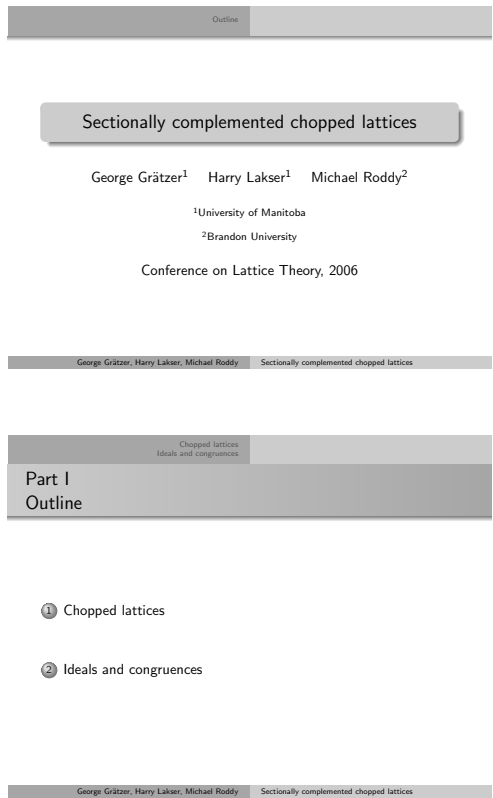 Outline
Sectionally complemented chopped lattices
George Grätzer¹ Harry Lakser¹ Michael Roddy²
¹University of Manitoba
²Brandon University
Conference on Lattice Theory, 2006
George Grätzer, Harry Lakser, Michael Roddy Sectionally complemented chopped lattices
Chopped lattices
Ideals and congruences
Part I
Outline
1 Chopped lattices
2 Ideals and congruences
George Grätzer, Harry Lakser, Michael Roddy Sectionally complemented chopped lattices